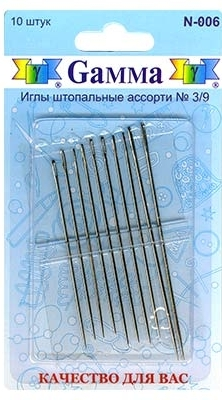 10 штук N-006
γ ® Gamma γ ®
Иглы штопальные ассорти № 3/9
КАЧЕСТВО ДЛЯ ВАС